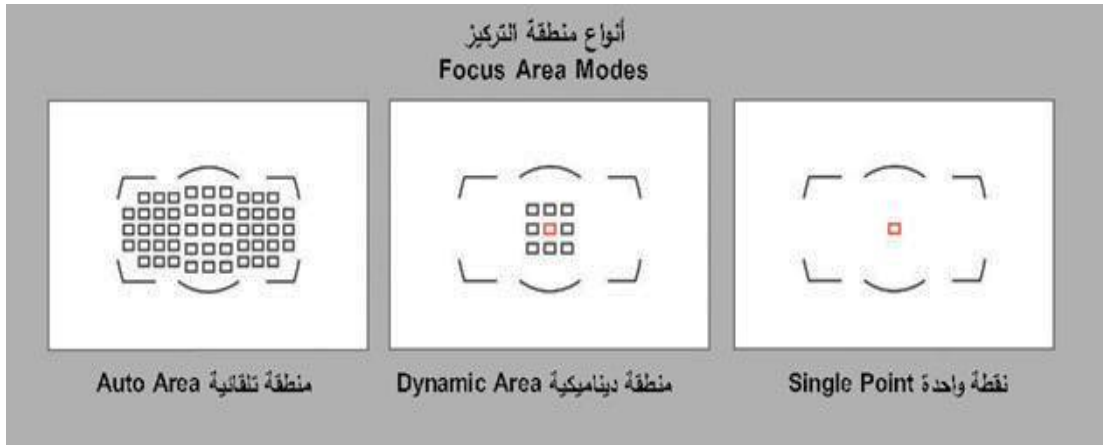 أنواع منطقة التركيز
Focus Area Modes
نقطة واحدة Single Point
منطقة ديناميكية Dynamic Area
منطقة تلقائية Auto Area